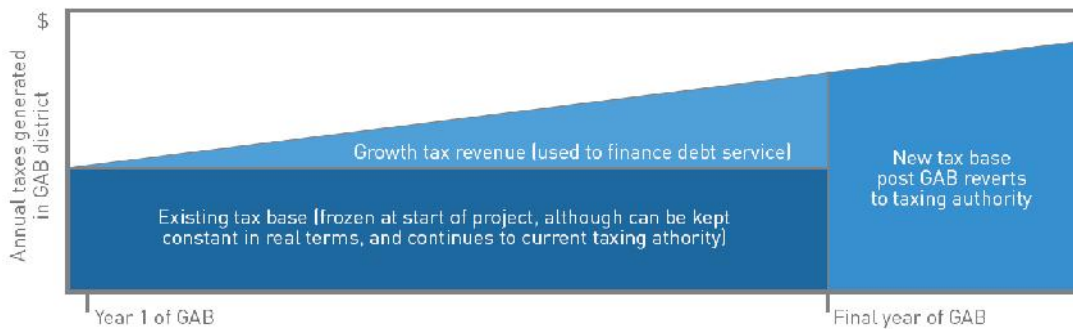 $
Annual taxes generated
in GAB district
Growth tax revenue (used to finance debt service)
Existing tax base (frozen at start of project, although can be kept
constant in real terms, and continues to current taxing athority)
New tax base
post GAB reverts
to taxing authority
Year 1 of GAB
Final year of GAB